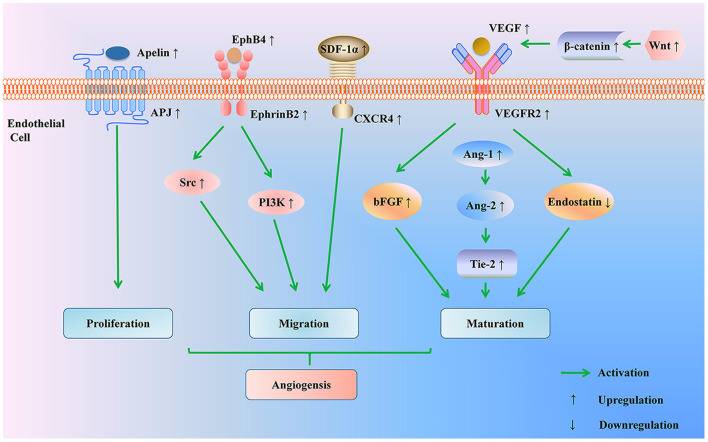 Apelin ↑
EphB4 ↑
SDF-1α ↑
VEGF ↑
β-catenin ↑
Wnt ↑
APJ ↑
EphrinB2 ↑
CXCR4 ↑
VEGFR2 ↑
Endothelial
Cell
Src ↑
PI3K ↑
bFGF ↑
Ang-1 ↑
Ang-2 ↑
Endostatin ↓
Tie-2 ↑
Proliferation
Migration
Maturation
Angiogensis
Activation
↑ Upregulation
↓ Downregulation